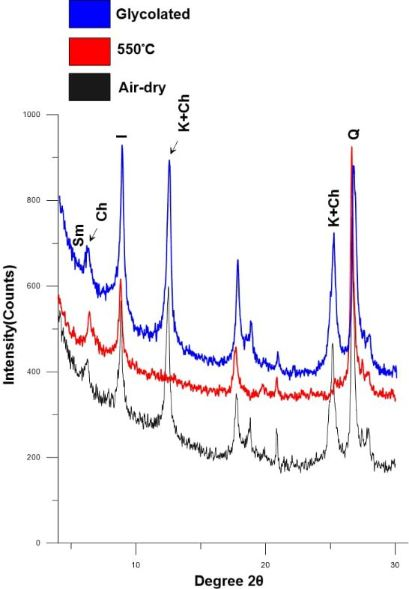 Glycolated
550°C
Air-dry
1000
800
600
400
200
0
Intensity(Counts)
Sm
Ch
I
K+Ch
K+Ch
Q
10
20
30
Degree 2θ